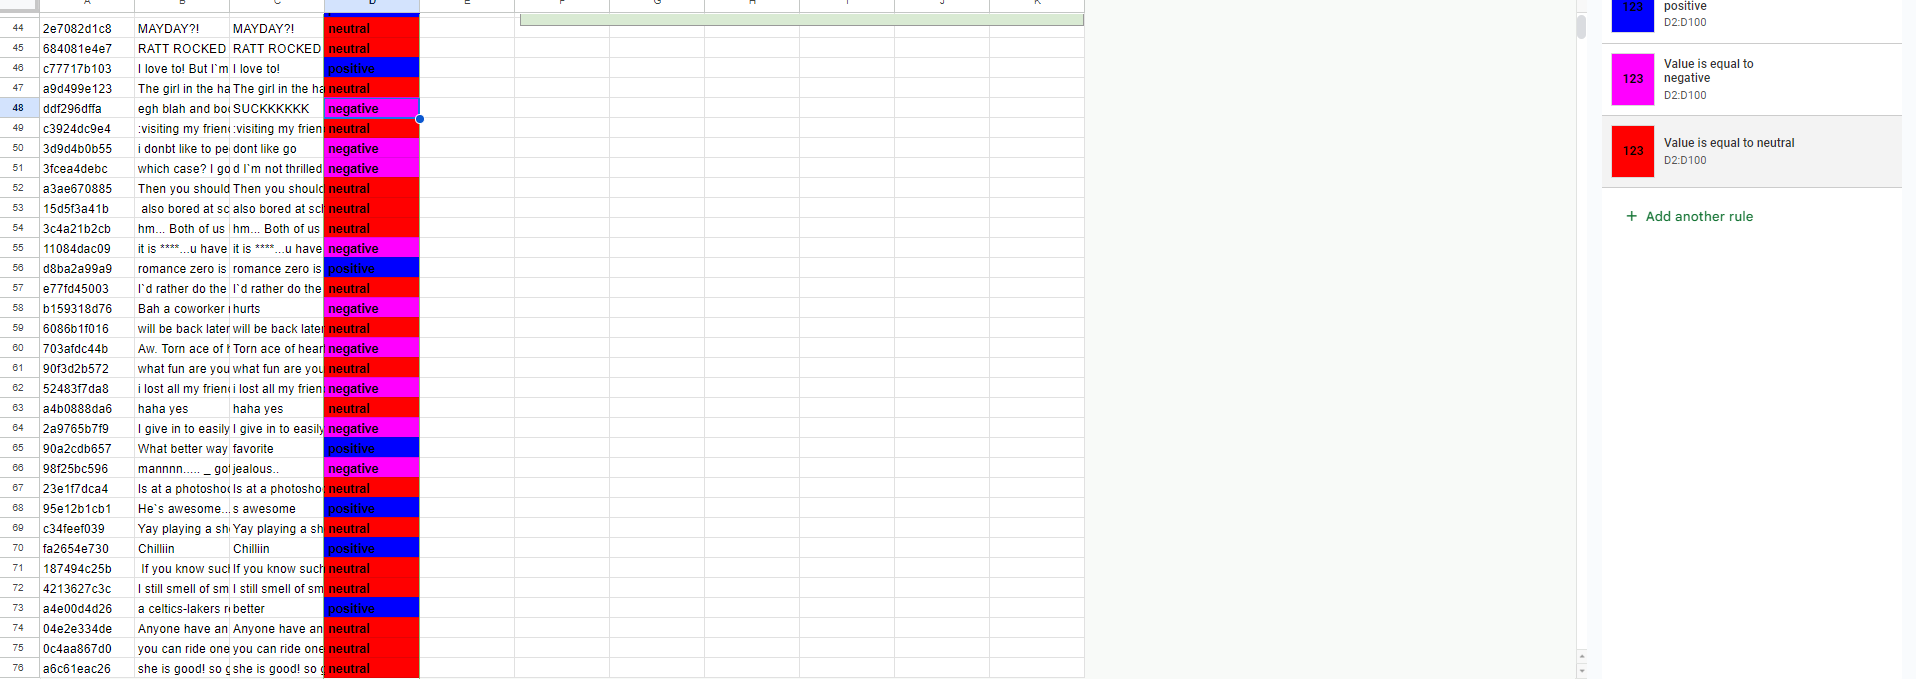 44 2e7082d1c8 MAYDAY?! MAYDAY?! neutral
45 684081e4e7 RATT ROCKED RATT ROCKED neutral
46 c77717b103 I love to! But I`m I love to! positive
47 a9d499e123 The girl in the ha The girl in the ha neutral
48 ddf296dffa egh blah and boo SUCKKKKKK negative
49 c3924dc9e4 :visiting my frien :visiting my frien neutral
50 3d9d4b0b55 i donbt like to pe dont like go negative
51 3fcea4debc which case? I go d I`m not thrilled negative
52 a3ae670885 Then you should Then you should neutral
53 15d5f3a41b also bored at sc also bored at sch neutral
54 3c4a21b2cb hm... Both of us hm... Both of us neutral
55 11084dac09 it is ****...u have it is ****...u have negative
56 d8ba2a99a9 romance zero is romance zero is positive
57 e77fd45003 I`d rather do the I`d rather do the neutral
58 b159318d76 Bah a coworker hurts negative
59 6086b1f016 will be back later will be back later neutral
60 703afdc44b Aw. Torn ace of h Torn ace of hear negative
61 90f3d2b572 what fun are you what fun are you neutral
62 52483f7da8 i lost all my frien i lost all my frien negative
63 a4b0888da6 haha yes haha yes neutral
64 2a9765b7f9 I give in to easily I give in to easily negative
65 90a2cdb657 What better way favorite positive
66 98f25bc596 mannnn..... _ got jealous.. negative
67 23e1f7dca4 Is at a photoshoo Is at a photoshoo neutral
68 95e12b1cb1 He`s awesome... s awesome positive
69 c34feef039 Yay playing a sh Yay playing a sh neutral
70 fa2654e730 Chilliin Chilliin positive
71 187494c25b If you know such If you know such neutral
72 4213627c3c I still smell of sm I still smell of sm neutral
73 a4e00d4d26 a celtics-lakers re better positive
74 04e2e334de Anyone have an Anyone have an neutral
75 0c4aa867d0 you can ride one you can ride one neutral
76 a6c61eac26 she is good! so g she is good! so g neutral
123
positive
D2:D100
123
Value is equal to
negative
D2:D100
123
Value is equal to neutral
D2:D100
+ Add another rule